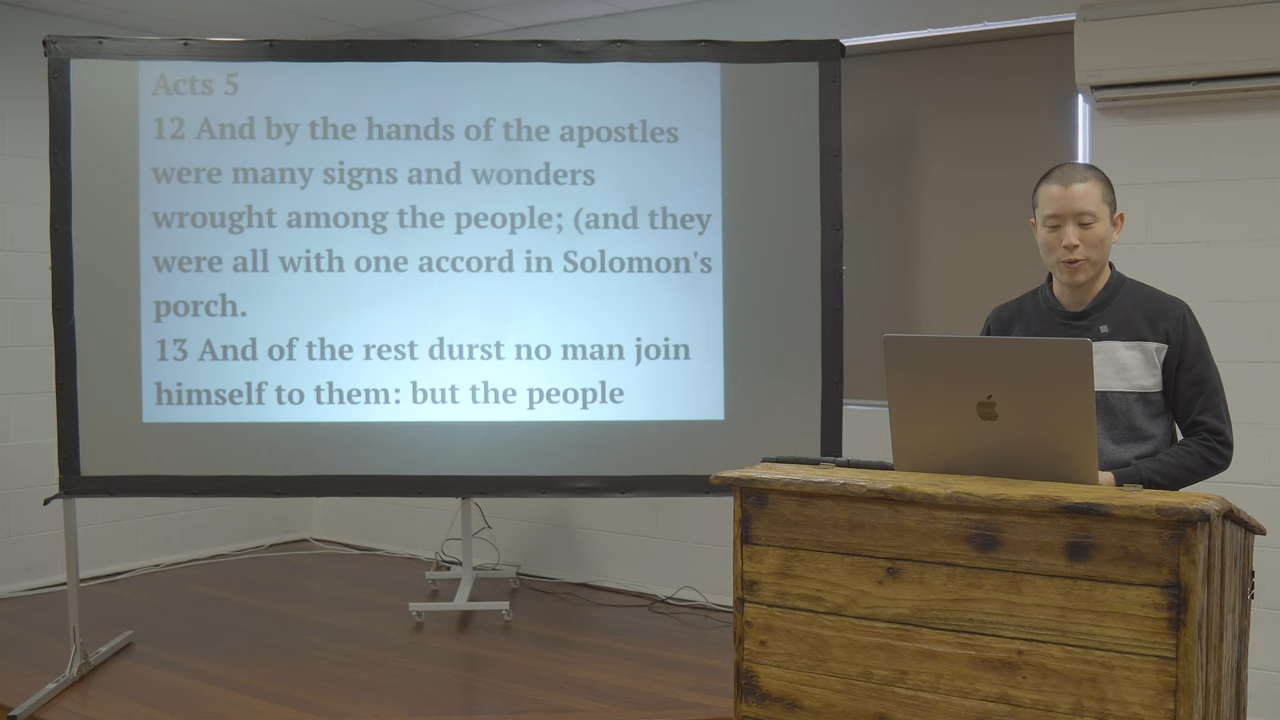 Acts 5
12 And by the hands of the apostles
were many signs and wonders
wrought among the people; (and they
were all with one accord in Solomon's
porch.
13 And of the rest durst no man join
himself to them: but the people